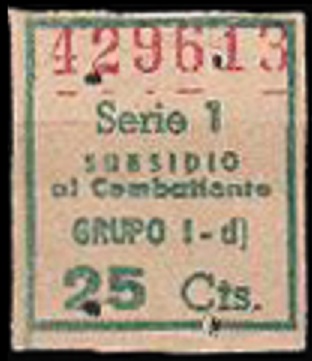 429613
Serie 1
SUBSIDIO
al Combatiente
GRUPO I-d)
25 Cts.